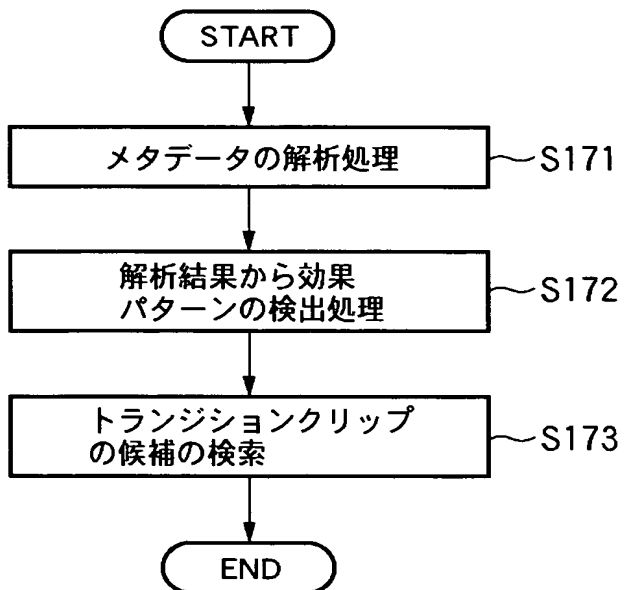 START
メタデータの解析処理
S171
解析結果から効果
パターンの検出処理
S172
トランジションクリップ
の候補の検索
S173
END